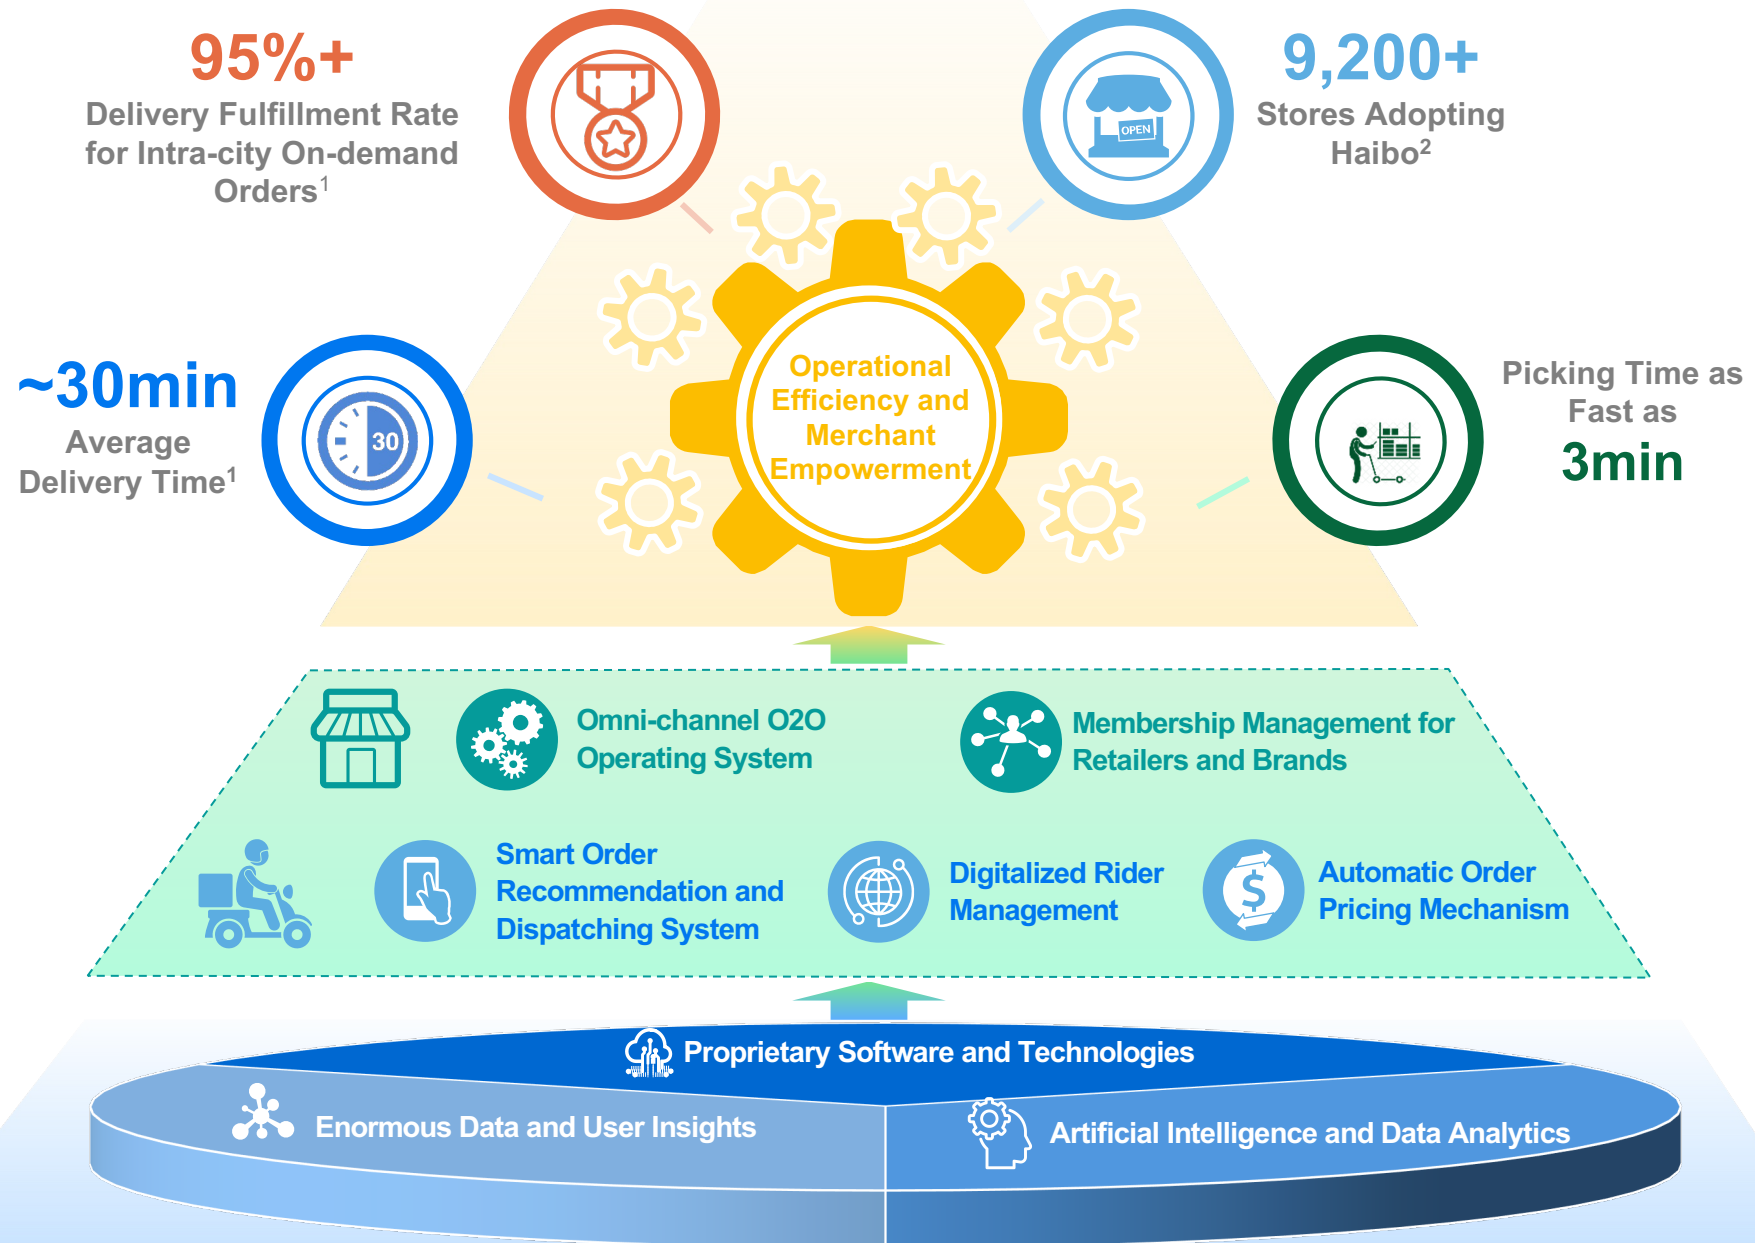 95%+
Delivery Fulfillment Rate
for Intra-city On-demand
Orders1
9,200+
Stores Adopting
Haibo2
OPEN
~30min
Average
Delivery Time1
30
Operational
Efficiency and
Merchant
Empowerment
Picking Time as
Fast as
3min
Omni-channel O2O
Operating System
Membership Management for
Retailers and Brands
Smart Order
Recommendation and
Dispatching System
Digitalized Rider
Management
$
Automatic Order
Pricing Mechanism
Proprietary Software and Technologies
Enormous Data and User Insights
Artificial Intelligence and Data Analytics